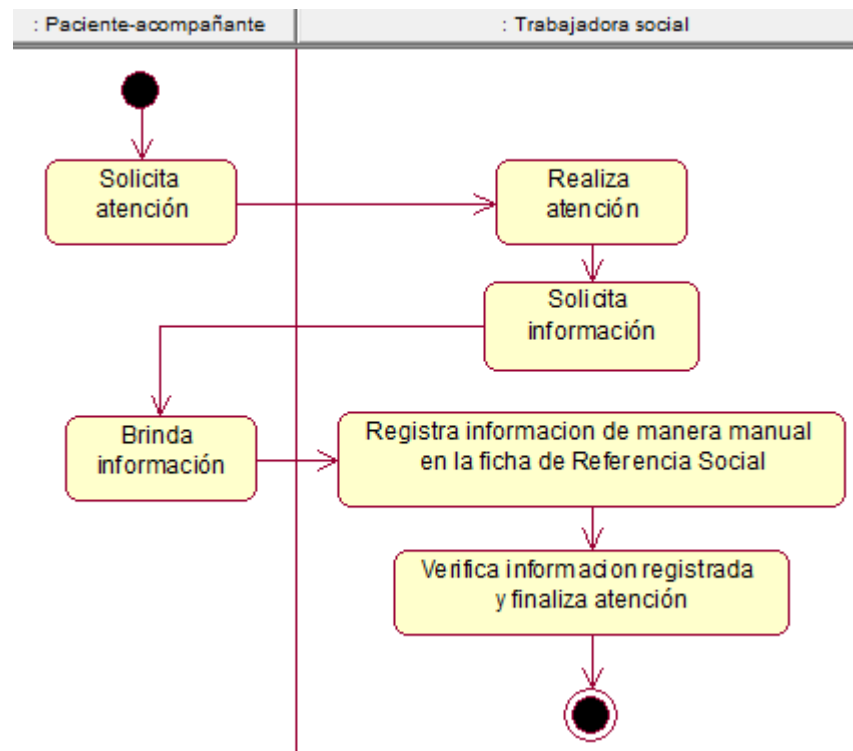 : Paciente-acompañante
: Trabajadora social
Solicita
atención
Realiza
atención
Solicita
información
Brinda
información
Registra informacion de manera manual
en la ficha de Referencia Social
Verifica informacion registrada
y finaliza atención